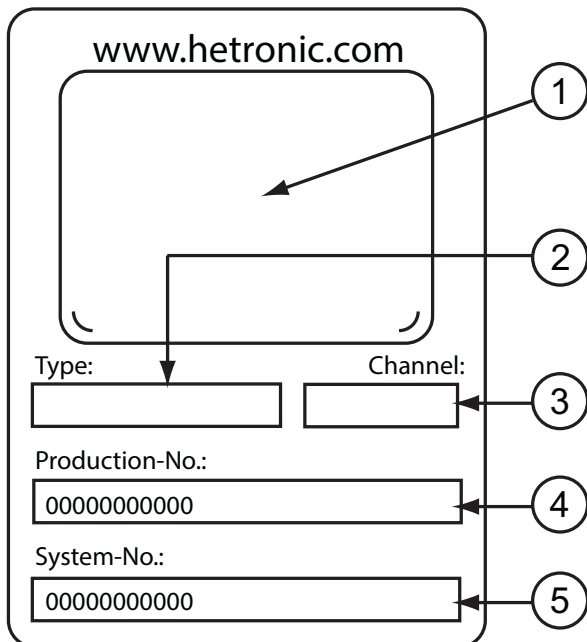 www.hetronic.com
1
2
Type: Channel:
3
Production-No.:
00000000000
4
System-No.:
00000000000
5